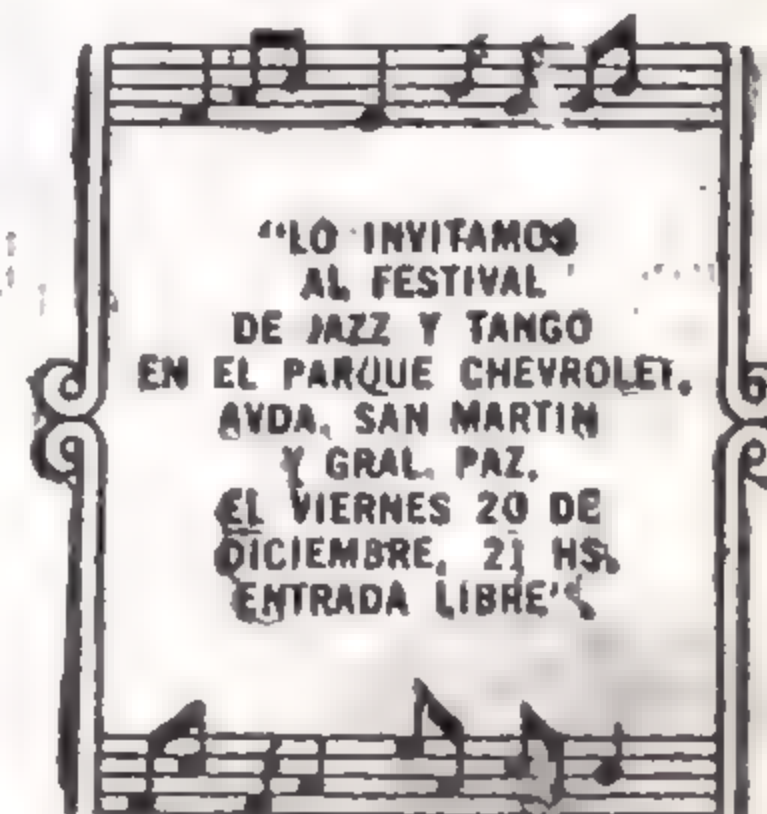 “LO INVITAMOS
AL FESTIVAL
DE JAZZ Y TANGO
EN EL PARQUE CHEVROLET,
AVDA. SAN MARTIN
Y GRAL. PAZ,
EL VIERNES 20 DE
DICIEMBRE, 21 HS.
ENTRADA LIBRE”